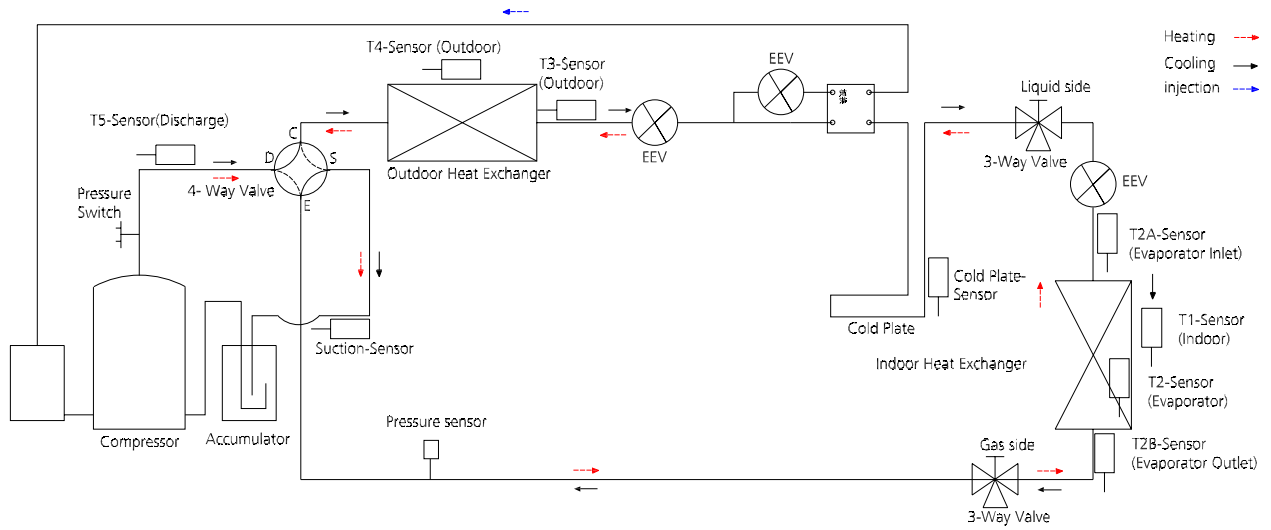 T4-Sensor (Outdoor)
T3-Sensor
(Outdoor)
EEV
Heating
Cooling
injection
Liquid side
T5-Sensor(Discharge)
C
D
S
E
EEV
3-Way Valve
Outdoor Heat Exchanger
4- Way Valve
EEV
Pressure
Switch
T2A-Sensor
(Evaporator Inlet)
Cold Plate-
Sensor
Cold Plate
T1-Sensor
(Indoor)
Suction-Sensor
Indoor Heat Exchanger
T2-Sensor
(Evaporator)
Pressure sensor
Compressor
Accumulator
Gas side
T2B-Sensor
(Evaporator Outlet)
3-Way Valve